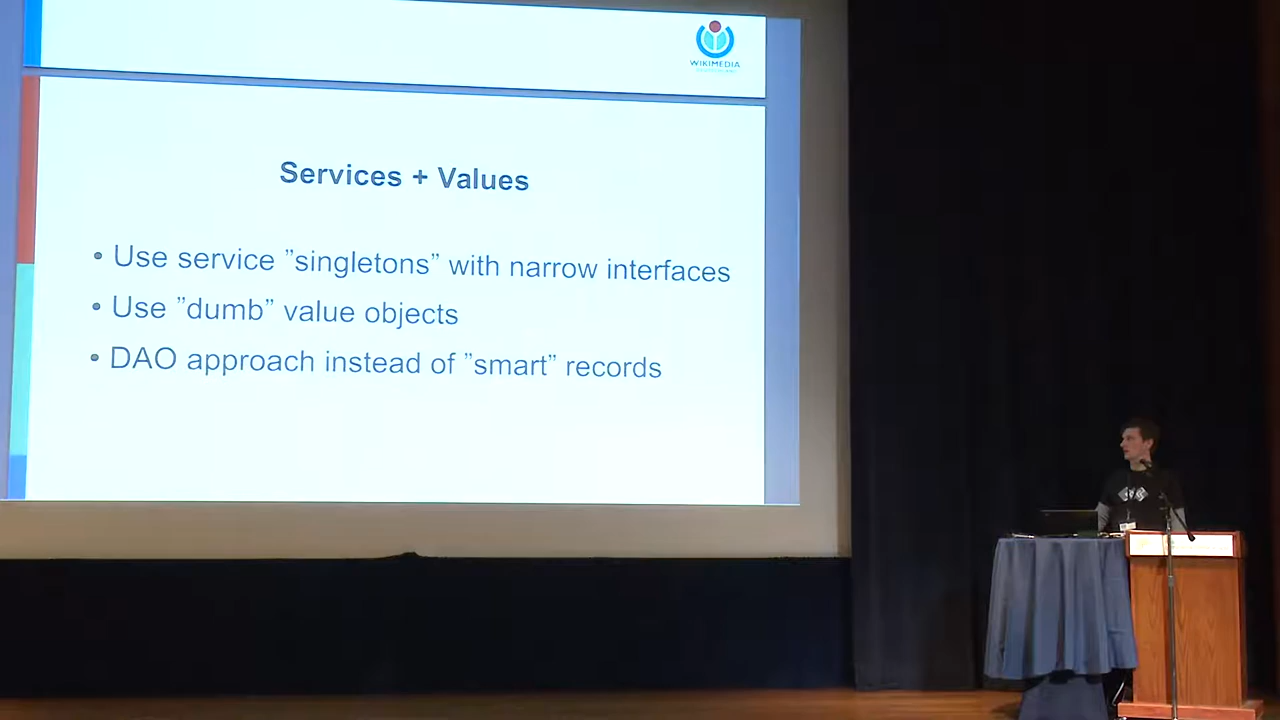 WIKIMEDIA
Services + Values
• Use service ”singletons” with narrow interfaces
• Use ”dumb” value objects
• DAO approach instead of ”smart” records